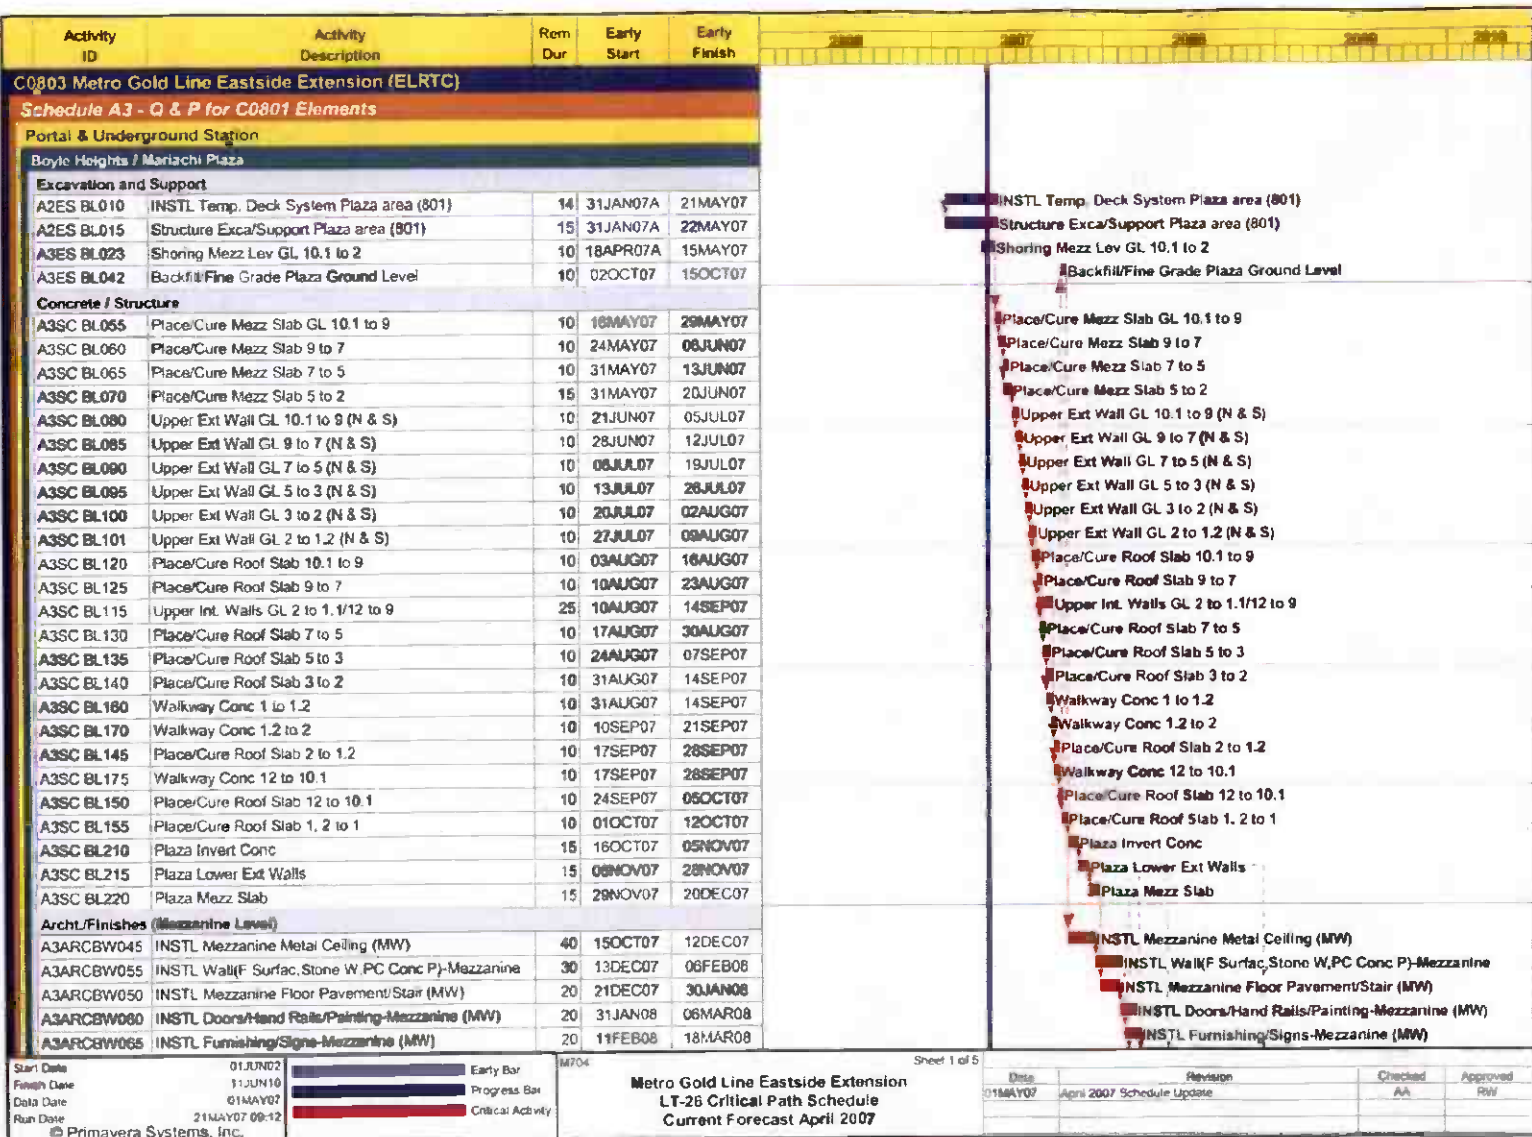 Activity ID Activity Description Rem Dur Early Start Early Finish 2006 2007 2008 2009 2010
C0803 Metro Gold Line Eastside Extension (ELRTC)
Schedule A3 - Q & P for C0801 Elements
Portal & Underground Station
Boyle Heights / Mariachi Plaza
Excavation and Support
A2ES BL010 INSTL Temp. Deck System Plaza area (801) 14 31JAN07A 21MAY07 INSTL Temp. Deck System Plaza area (801)
A2ES BL015 Structure Exca/Support Plaza area (801) 15 31JAN07A 22MAY07 Structure Exca/Support Plaza area (801)
A3ES BL023 Shoring Mezz Lev GL 10.1 to 2 10 18APR07A 15MAY07 Shoring Mezz Lev GL 10.1 to 2
A3ES BL042 Backfill/Fine Grade Plaza Ground Level 10 02OCT07 15OCT07 Backfill/Fine Grade Plaza Ground Level
Concrete / Structure
A3SC BL055 Place/Cure Mezz Slab GL 10.1 to 9 10 16MAY07 29MAY07 Place/Cure Mezz Slab GL 10.1 to 9
A3SC BL060 Place/Cure Mezz Slab 9 to 7 10 24MAY07 06JUN07 Place/Cure Mezz Slab 9 to 7
A3SC BL065 Place/Cure Mezz Slab 7 to 5 10 31MAY07 13JUN07 Place/Cure Mezz Slab 7 to 5
A3SC BL070 Place/Cure Mezz Slab 5 to 2 15 31MAY07 20JUN07 Place/Cure Mezz Slab 5 to 2
A3SC BL080 Upper Ext Wall GL 10.1 to 9 (N & S) 10 21JUN07 05JUL07 Upper Ext Wall GL 10.1 to 9 (N & S)
A3SC BL085 Upper Ext Wall GL 9 to 7 (N & S) 10 28JUN07 12JUL07 Upper Ext Wall GL 9 to 7 (N & S)
A3SC BL090 Upper Ext Wall GL 7 to 5 (N & S) 10 06JUL07 19JUL07 Upper Ext Wall GL 7 to 5 (N & S)
A3SC BL095 Upper Ext Wall GL 5 to 3 (N & S) 10 13JUL07 26JUL07 Upper Ext Wall GL 5 to 3 (N & S)
A3SC BL100 Upper Ext Wall GL 3 to 2 (N & S) 10 20JUL07 02AUG07 Upper Ext Wall GL 3 to 2 (N & S)
A3SC BL101 Upper Ext Wall GL 2 to 1.2 (N & S) 10 27JUL07 09AUG07 Upper Ext Wall GL 2 to 1.2 (N & S)
A3SC BL120 Place/Cure Roof Slab 10.1 to 9 10 03AUG07 16AUG07 Place/Cure Roof Slab 10.1 to 9
A3SC BL125 Place/Cure Roof Slab 9 to 7 10 10AUG07 23AUG07 Place/Cure Roof Slab 9 to 7
A3SC BL115 Upper Int. Walls GL 2 to 1.1/12 to 9 25 10AUG07 14SEP07 Upper Int. Walls GL 2 to 1.1/12 to 9
A3SC BL130 Place/Cure Roof Slab 7 to 5 10 17AUG07 30AUG07 Place/Cure Roof Slab 7 to 5
A3SC BL135 Place/Cure Roof Slab 5 to 3 10 24AUG07 07SEP07 Place/Cure Roof Slab 5 to 3
A3SC BL140 Place/Cure Roof Slab 3 to 2 10 31AUG07 14SEP07 Place/Cure Roof Slab 3 to 2
A3SC BL160 Walkway Conc 1 to 1.2 10 31AUG07 14SEP07 Walkway Conc 1 to 1.2
A3SC BL170 Walkway Conc 1.2 to 2 10 10SEP07 21SEP07 Walkway Conc 1.2 to 2
A3SC BL145 Place/Cure Roof Slab 2 to 1.2 10 17SEP07 28SEP07 Place/Cure Roof Slab 2 to 1.2
A3SC BL175 Walkway Conc 12 to 10.1 10 17SEP07 28SEP07 Walkway Conc 12 to 10.1
A3SC BL150 Place/Cure Roof Slab 12 to 10.1 10 24SEP07 05OCT07 Place/Cure Roof Slab 12 to 10.1
A3SC BL155 Place/Cure Roof Slab 1, 2 to 1 10 01OCT07 12OCT07 Place/Cure Roof Slab 1, 2 to 1
A3SC BL210 Plaza Invert Conc 15 16OCT07 05NOV07 Plaza Invert Conc
A3SC BL215 Plaza Lower Ext Walls 15 06NOV07 28NOV07 Plaza Lower Ext Walls
A3SC BL220 Plaza Mezz Slab 15 29NOV07 20DEC07 Plaza Mezz Slab
Archt./Finishes (Mezzanine Level)
A3ARCBW045 INSTL Mezzanine Metal Ceiling (MW) 40 15OCT07 12DEC07 INSTL Mezzanine Metal Ceiling (MW)
A3ARCBW055 INSTL Wall(F Surfac,Stone W,PC Conc P)-Mezzanine 30 13DEC07 06FEB08 INSTL Wall(F Surfac,Stone W,PC Conc P)-Mezzanine
A3ARCBW050 INSTL Mezzanine Floor Pavement/Stair (MW) 20 21DEC07 30JAN08 INSTL Mezzanine Floor Pavement/Stair (MW)
A3ARCBW060 INSTL Doors/Hand Rails/Painting-Mezzanine (MW) 20 31JAN08 06MAR08 INSTL Doors/Hand Rails/Painting-Mezzanine (MW)
A3ARCBW065 INSTL Furnishing/Signs-Mezzanine (MW) 20 11FEB08 18MAR08 INSTL Furnishing/Signs-Mezzanine (MW)
Start Date 01JUN02
Finish Date 11JUN10
Data Date 01MAY07
Run Date 21MAY07 09:12
© Primavera Systems, Inc.
Early Bar
Progress Bar
Critical Activity
M704
Sheet 1 of 5
Metro Gold Line Eastside Extension
LT-26 Critical Path Schedule
Current Forecast April 2007
Date Revision Checked Approved
01MAY07 April 2007 Schedule Update AA RW